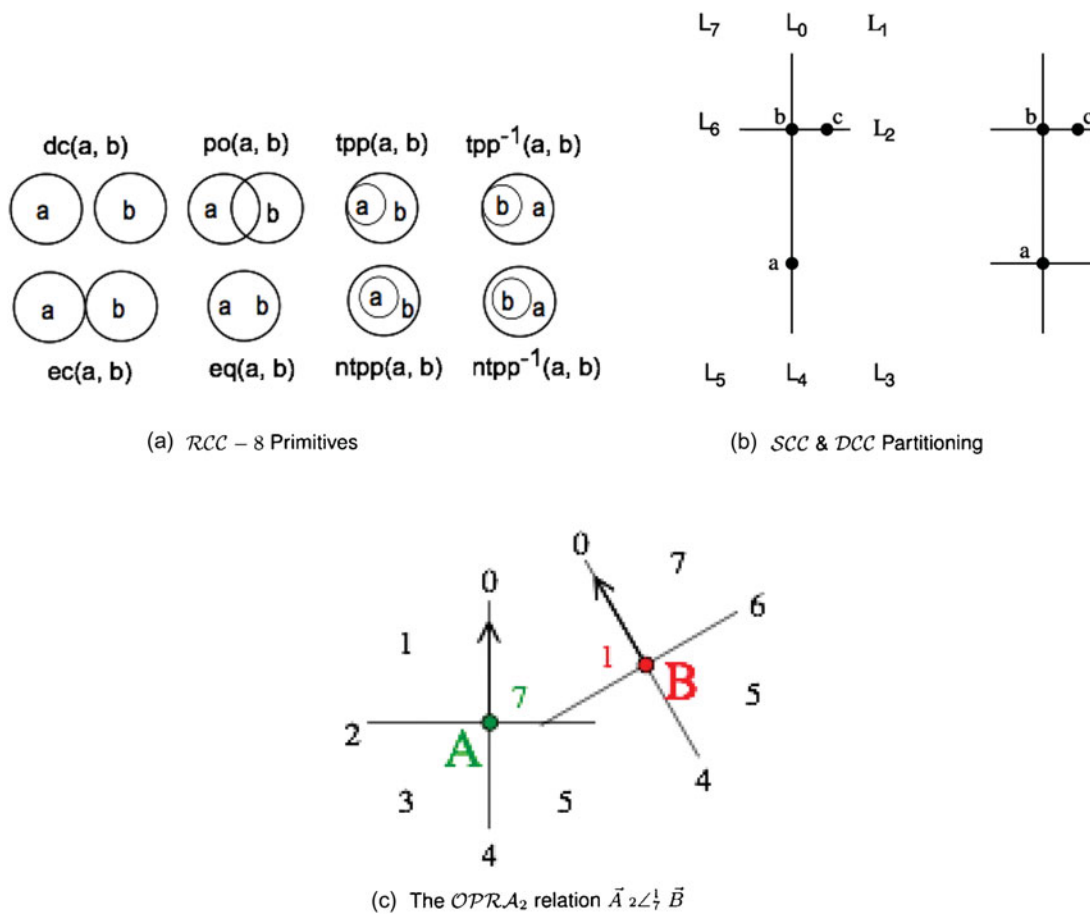 dc(a, b) po(a, b) tpp(a, b) tpp⁻¹(a, b)
a b a b a b b a
a b a b a b b a
ec(a, b) eq(a, b) ntpp(a, b) ntpp⁻¹(a, b)
(a) RCC – 8 Primitives
L₇ L₀ L₁
L₆ b c L₂ b c
a a
L₅ L₄ L₃
(b) SCC & DCC Partitioning
0 7
0 6
1 1 B 5
7
2 A 4
3 5
4
(c) The OPRA₂ relation A⃗ ₂∠¹₇ B⃗